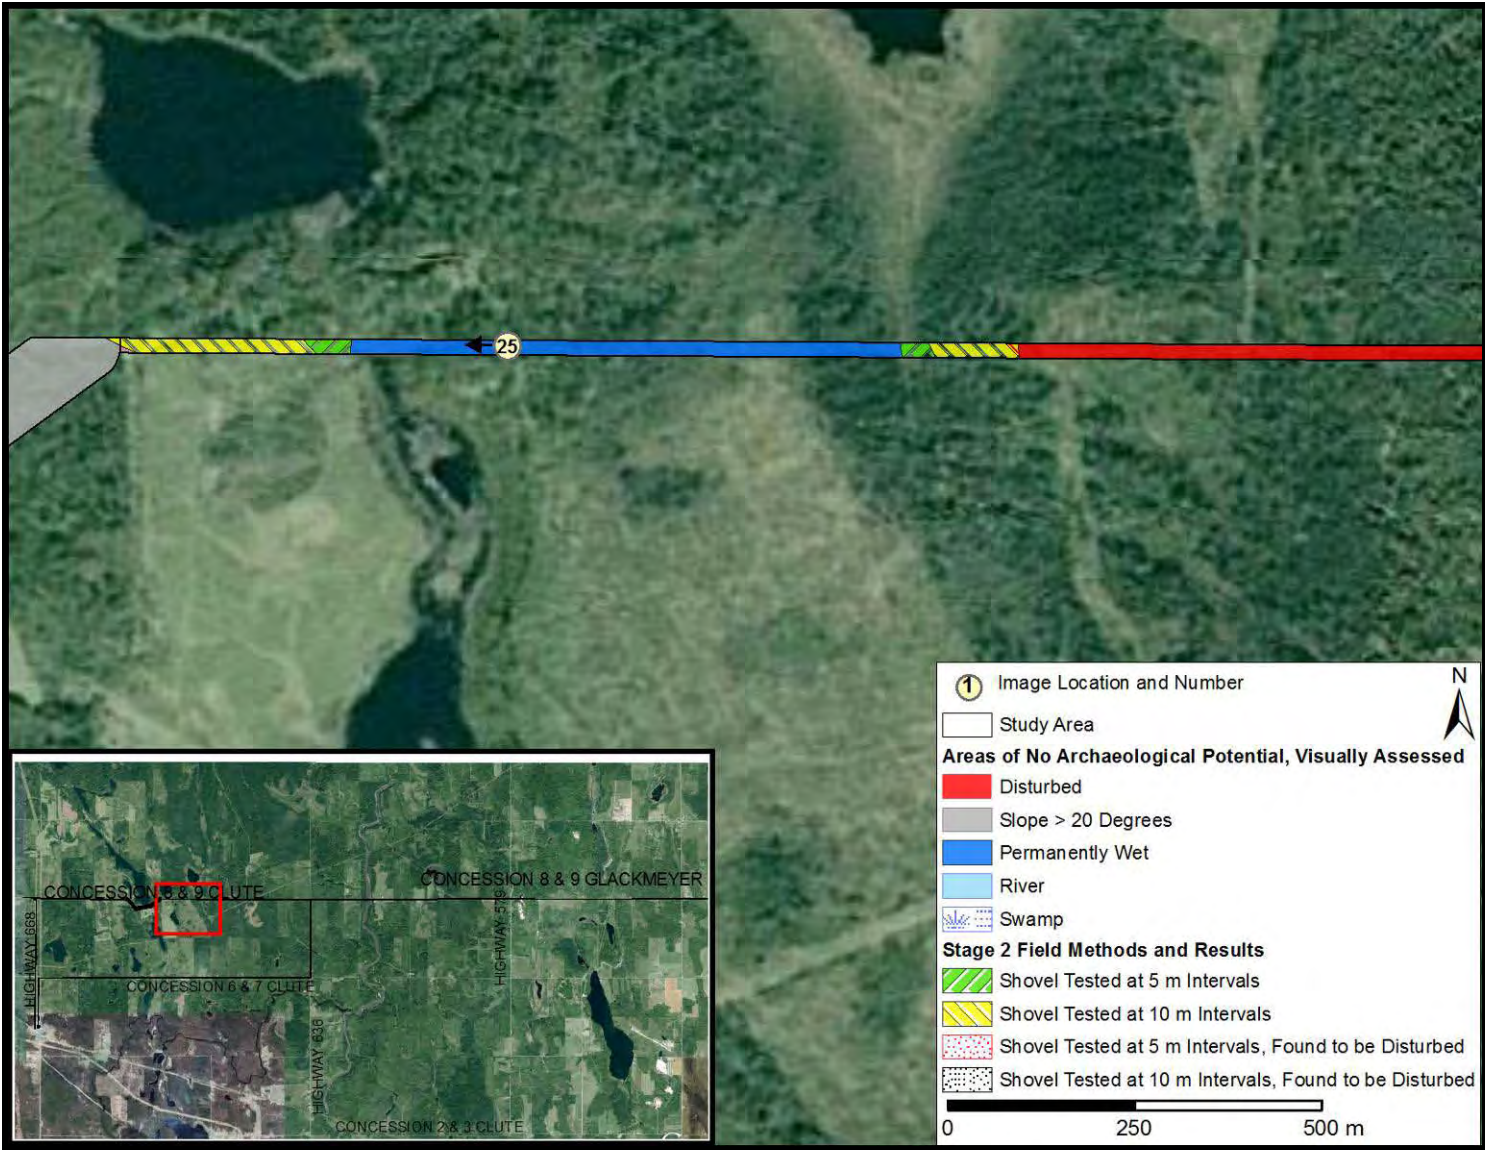 25
N
1 Image Location and Number
Study Area
Areas of No Archaeological Potential, Visually Assessed
Disturbed
Slope > 20 Degrees
Permanently Wet
River
Swamp
Stage 2 Field Methods and Results
Shovel Tested at 5 m Intervals
Shovel Tested at 10 m Intervals
Shovel Tested at 5 m Intervals, Found to be Disturbed
Shovel Tested at 10 m Intervals, Found to be Disturbed
0 250 500 m
CONCESSION 8 & 9 CLUTE
CONCESSION 8 & 9 GLACKMEYER
HIGHWAY 668
HIGHWAY 579
CONCESSION 6 & 7 CLUTE
HIGHWAY 636
CONCESSION 2 & 3 CLUTE